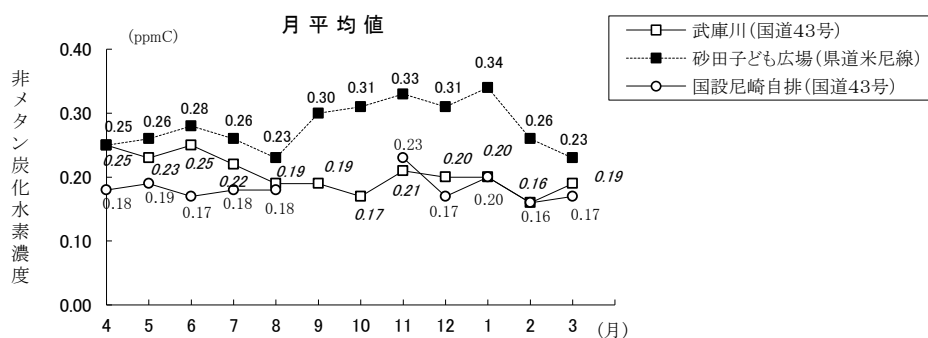 月平均値
(ppmC)
武庫川(国道43号)
砂田子ども広場(県道米尼線)
国設尼崎自排(国道43号)
非メタン炭化水素濃度
0.40
0.30
0.20
0.10
0.00
0.25 0.26 0.28 0.26 0.23 0.30 0.31 0.33 0.31 0.34 0.26 0.23
0.25 0.23 0.25 0.22 0.19 0.19 0.17 0.21 0.20 0.20 0.16 0.19
0.18 0.19 0.17 0.18 0.18 0.23 0.17 0.20 0.16 0.17
4 5 6 7 8 9 10 11 12 1 2 3 (月)